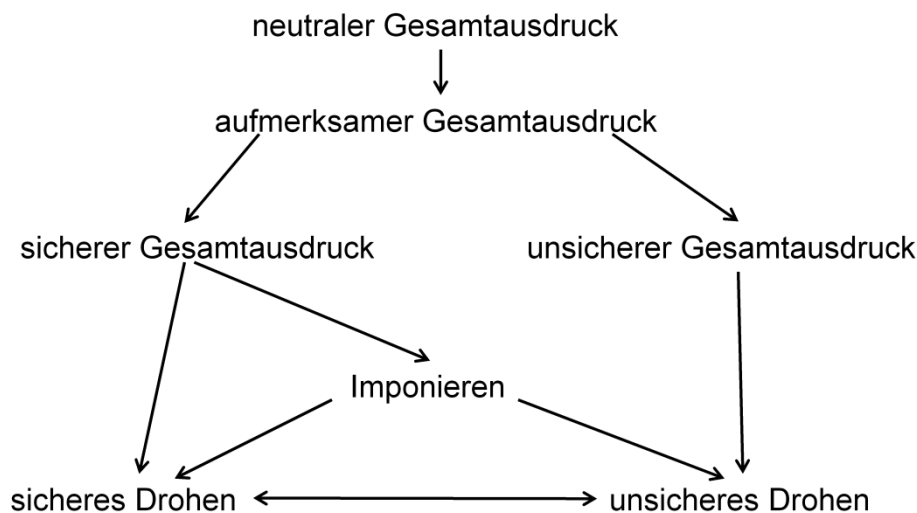 neutraler Gesamtausdruck
aufmerksamer Gesamtausdruck
sicherer Gesamtausdruck
unsicherer Gesamtausdruck
Imponieren
sicheres Drohen
unsicheres Drohen